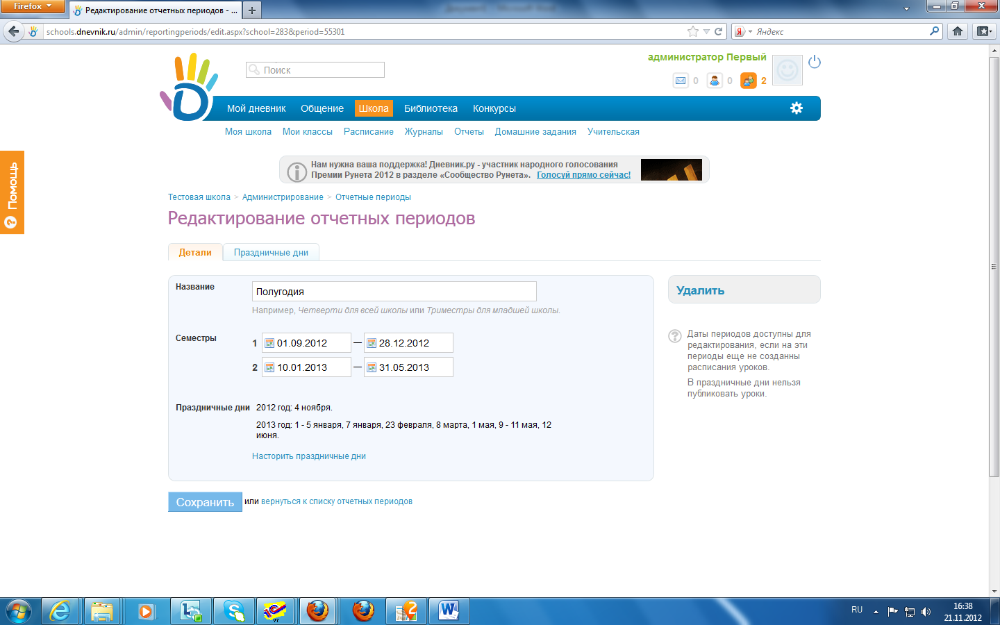 Firefox
Редактирование отчетных периодов - ...
schools.dnevnik.ru/admin/reportingperiods/edit.aspx?school=283&period=55301
Яндекс
администратор Первый
Поиск
0
0
2
Мой дневник Общение Школа Библиотека Конкурсы
Моя школа Мои классы Расписание Журналы Отчеты Домашние задания Учительская
Помощь
Нам нужна ваша поддержка! Дневник.ру - участник народного голосования
Премии Рунета 2012 в разделе «Сообщество Рунета». Голосуй прямо сейчас!
Тестовая школа > Администрирование > Отчетные периоды
Редактирование отчетных периодов
Детали Праздничные дни
Название Полугодия
Например, Четверти для всей школы или Триместры для младшей школы.
Семестры 1 01.09.2012 — 28.12.2012
2 10.01.2013 — 31.05.2013
Праздничные дни 2012 год: 4 ноября.
2013 год: 1 - 5 января, 7 января, 23 февраля, 8 марта, 1 мая, 9 - 11 мая, 12
июня.
Насторить праздничные дни
Сохранить или вернуться к списку отчетных периодов
Удалить
Даты периодов доступны для
редактирования, если на эти
периоды еще не созданны
расписания уроков.
В праздничные дни нельзя
публиковать уроки.
RU
16:38
21.11.2012